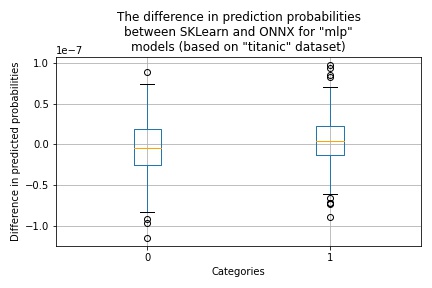 The difference in prediction probabilities
between SKLearn and ONNX for "mlp"
models (based on "titanic" dataset)
1e−7
Difference in predicted probabilities
1.0
0.5
0.0
−0.5
−1.0
0 1
Categories